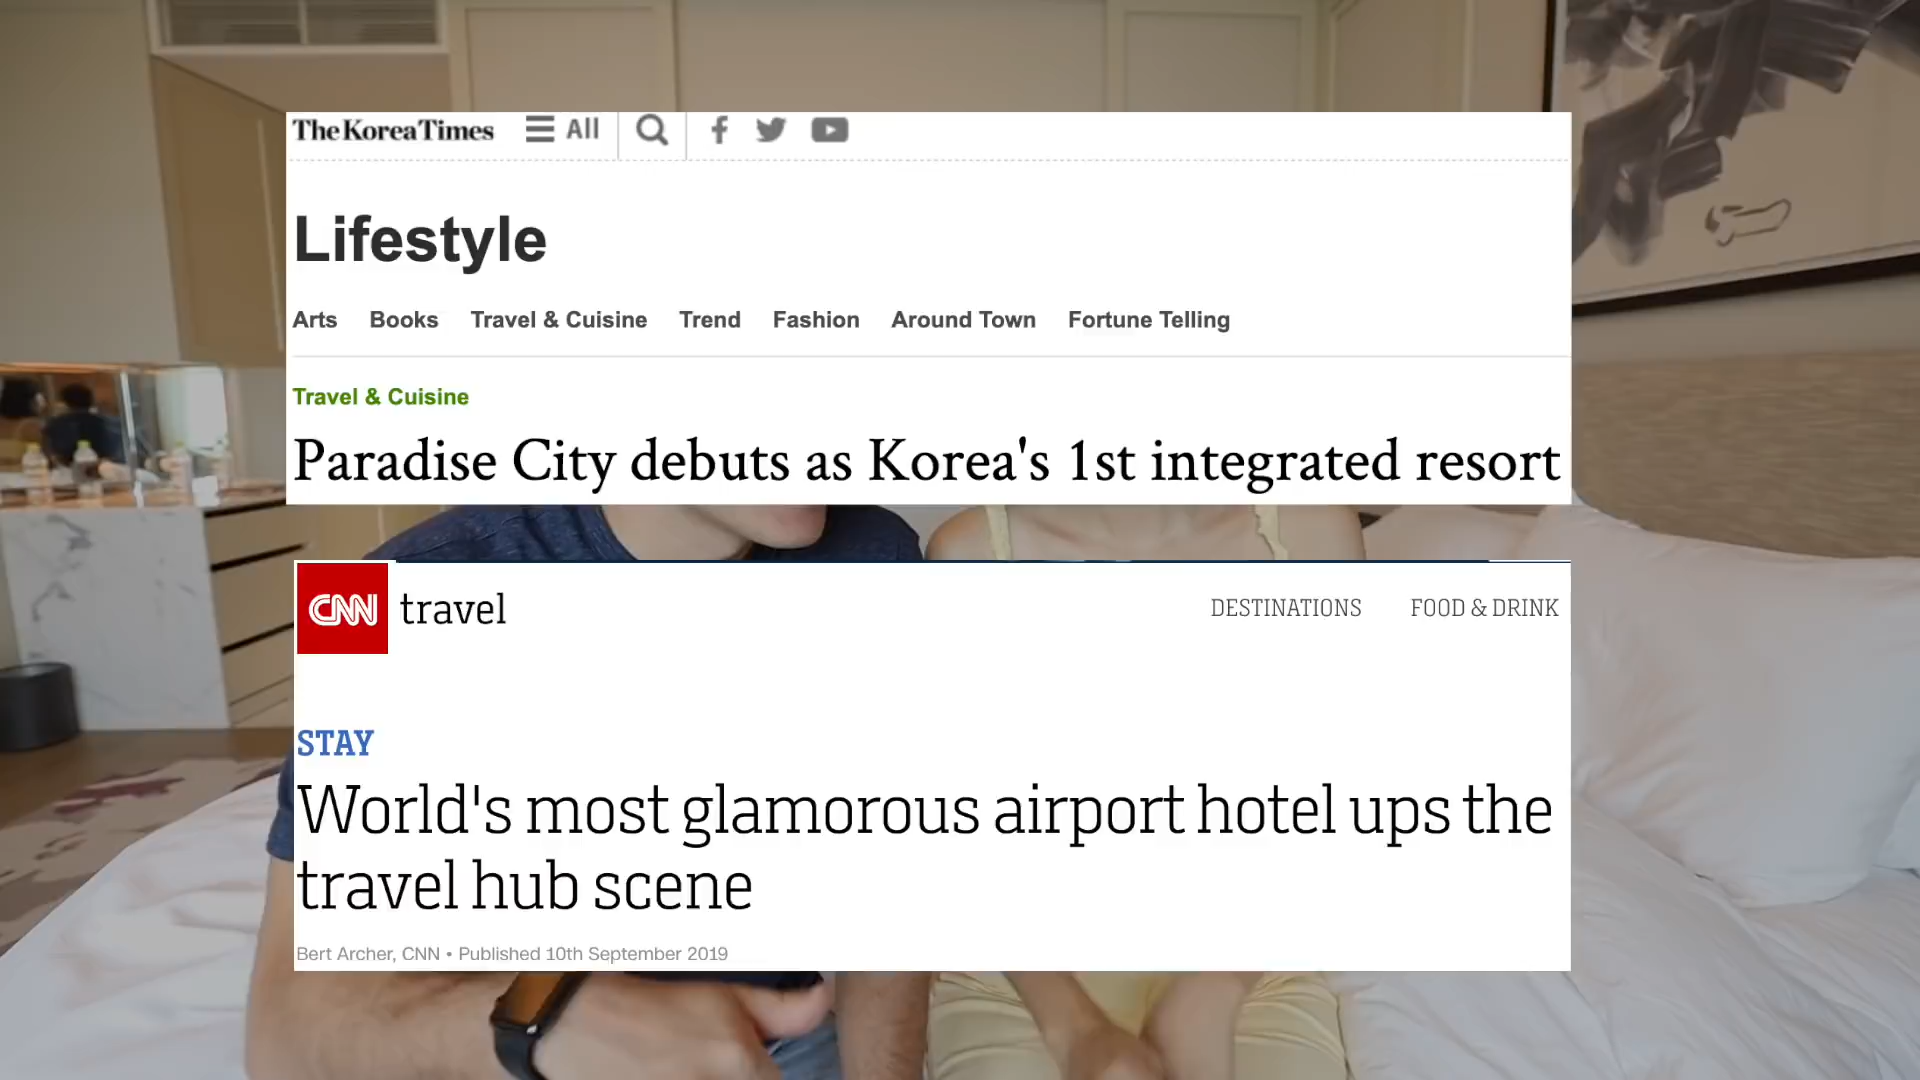 The Korea Times All
Lifestyle
Arts Books Travel & Cuisine Trend Fashion Around Town Fortune Telling
Travel & Cuisine
Paradise City debuts as Korea's 1st integrated resort
CNN travel DESTINATIONS FOOD & DRINK
STAY
World's most glamorous airport hotel ups the
travel hub scene
Bert Archer, CNN • Published 10th September 2019